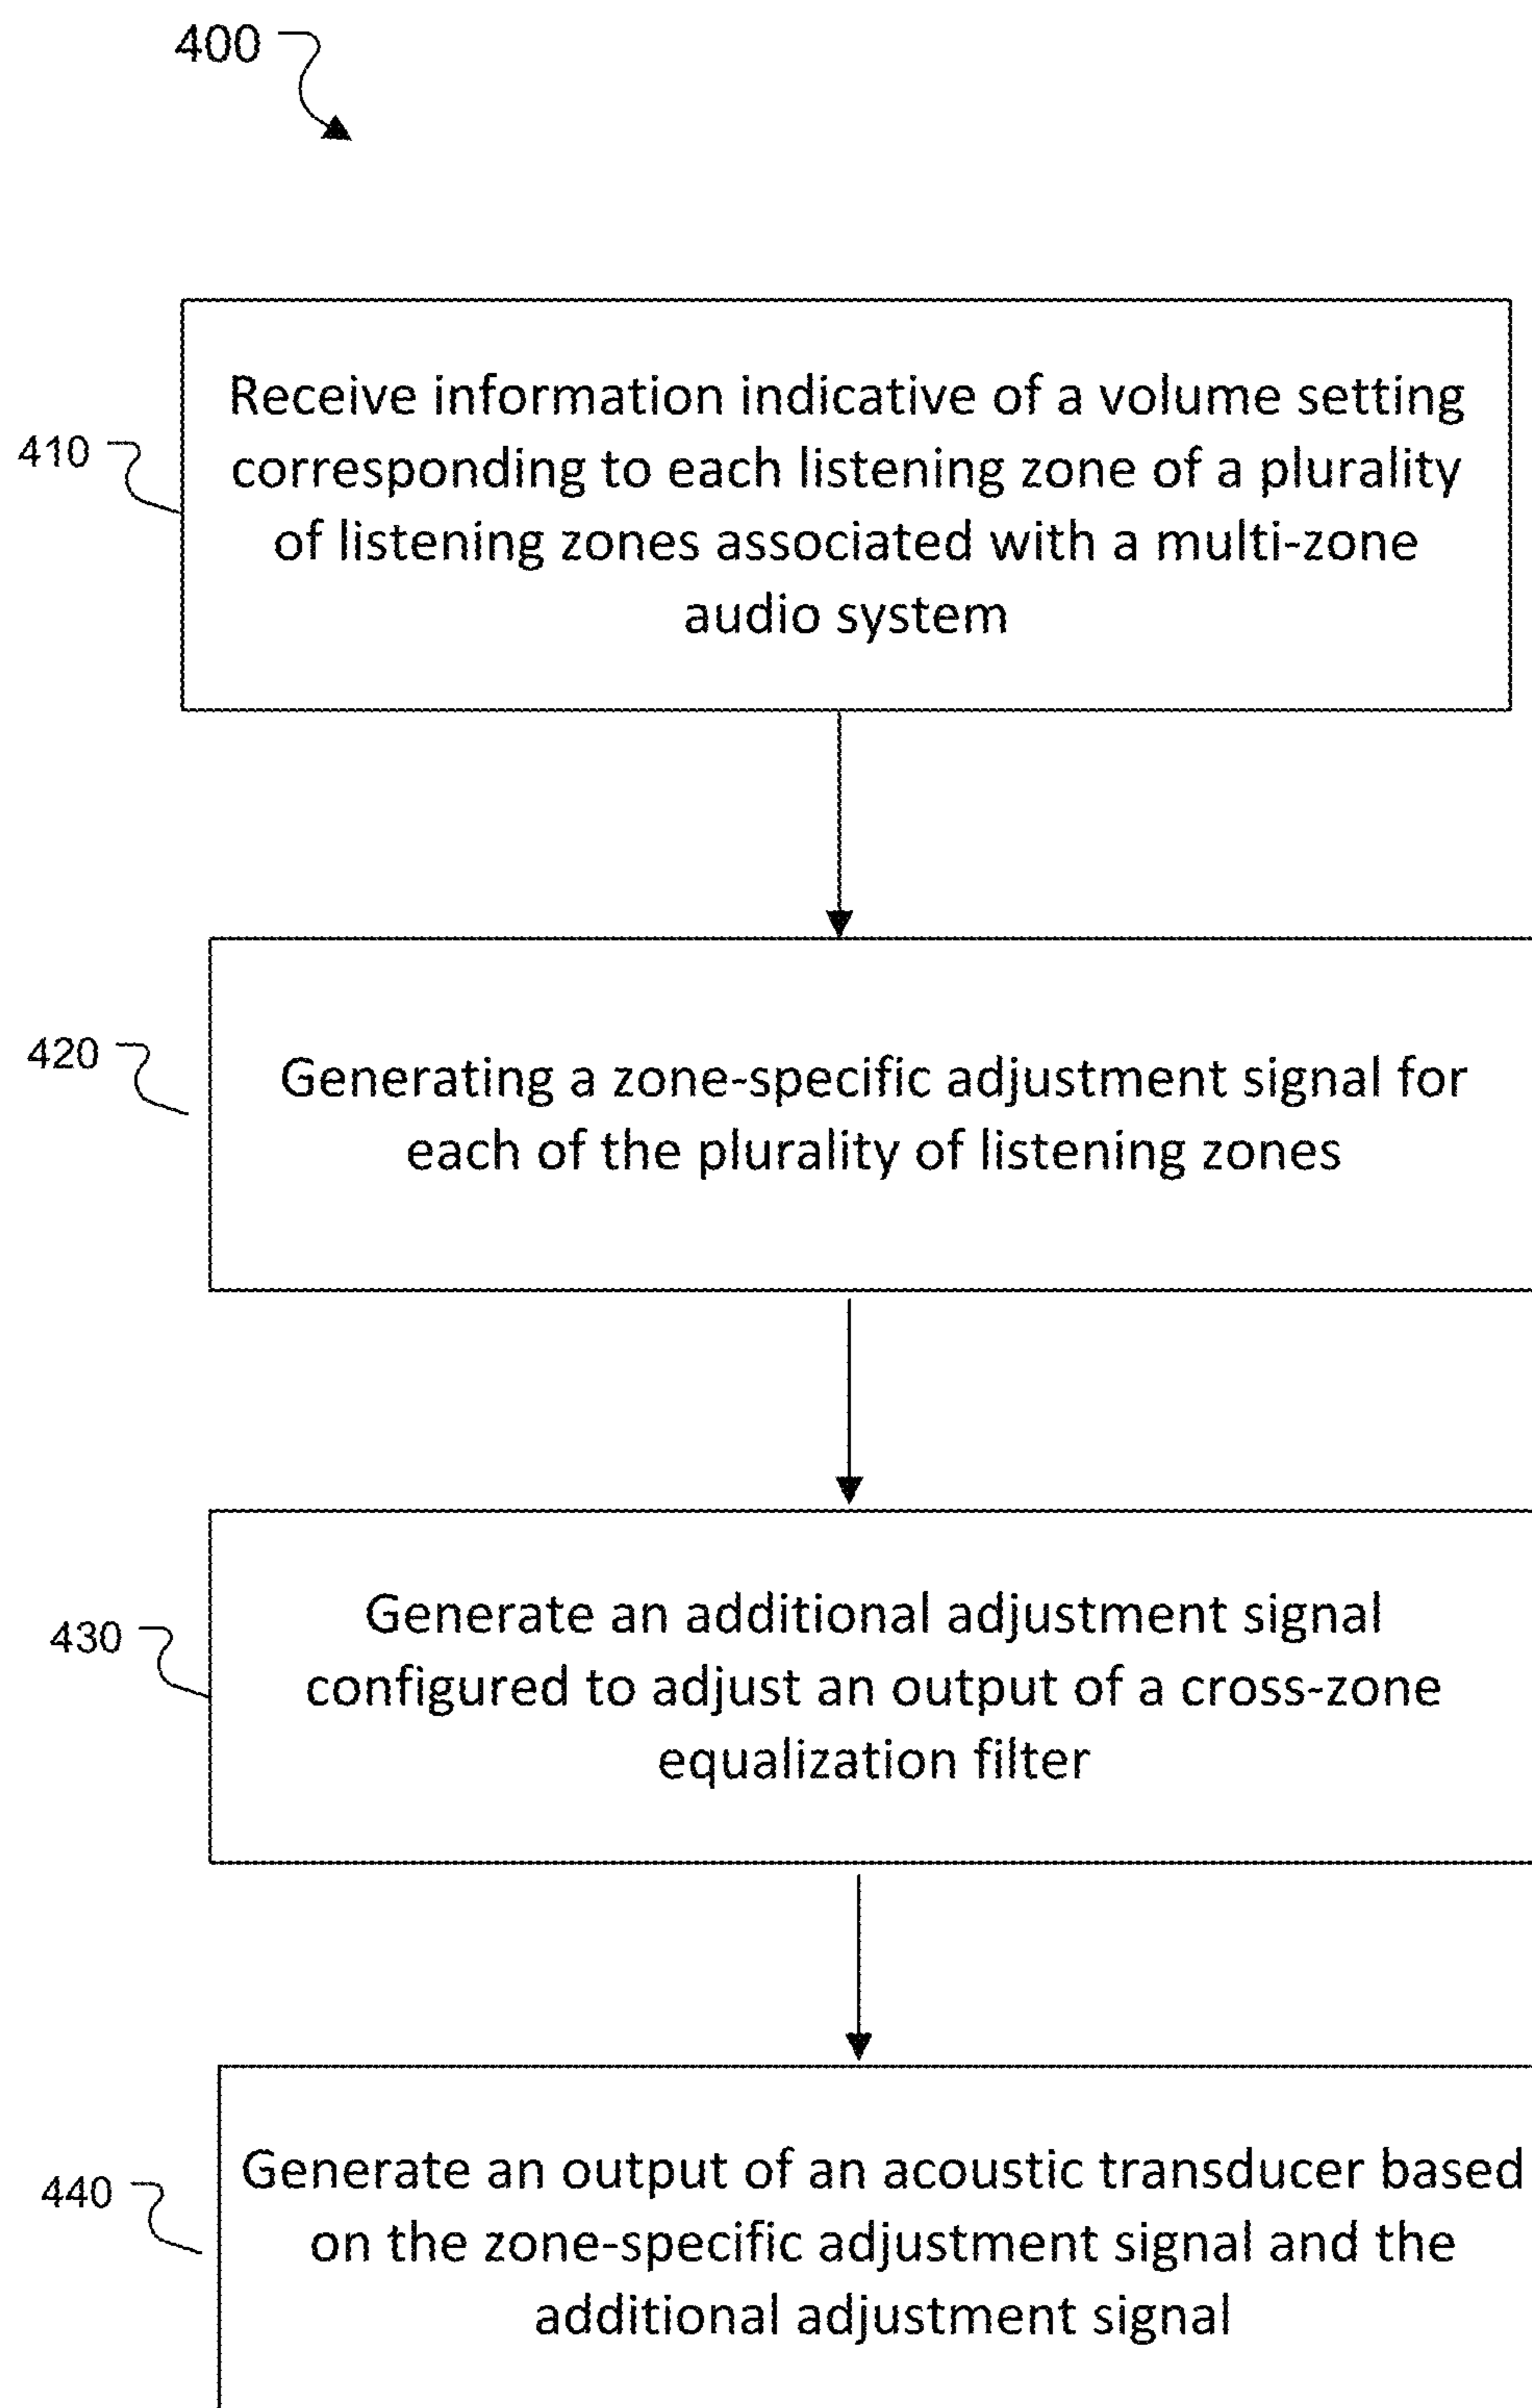 400
410
Receive information indicative of a volume setting
corresponding to each listening zone of a plurality
of listening zones associated with a multi-zone
audio system
420
Generating a zone-specific adjustment signal for
each of the plurality of listening zones
430
Generate an additional adjustment signal
configured to adjust an output of a cross-zone
equalization filter
440
Generate an output of an acoustic transducer based
on the zone-specific adjustment signal and the
additional adjustment signal